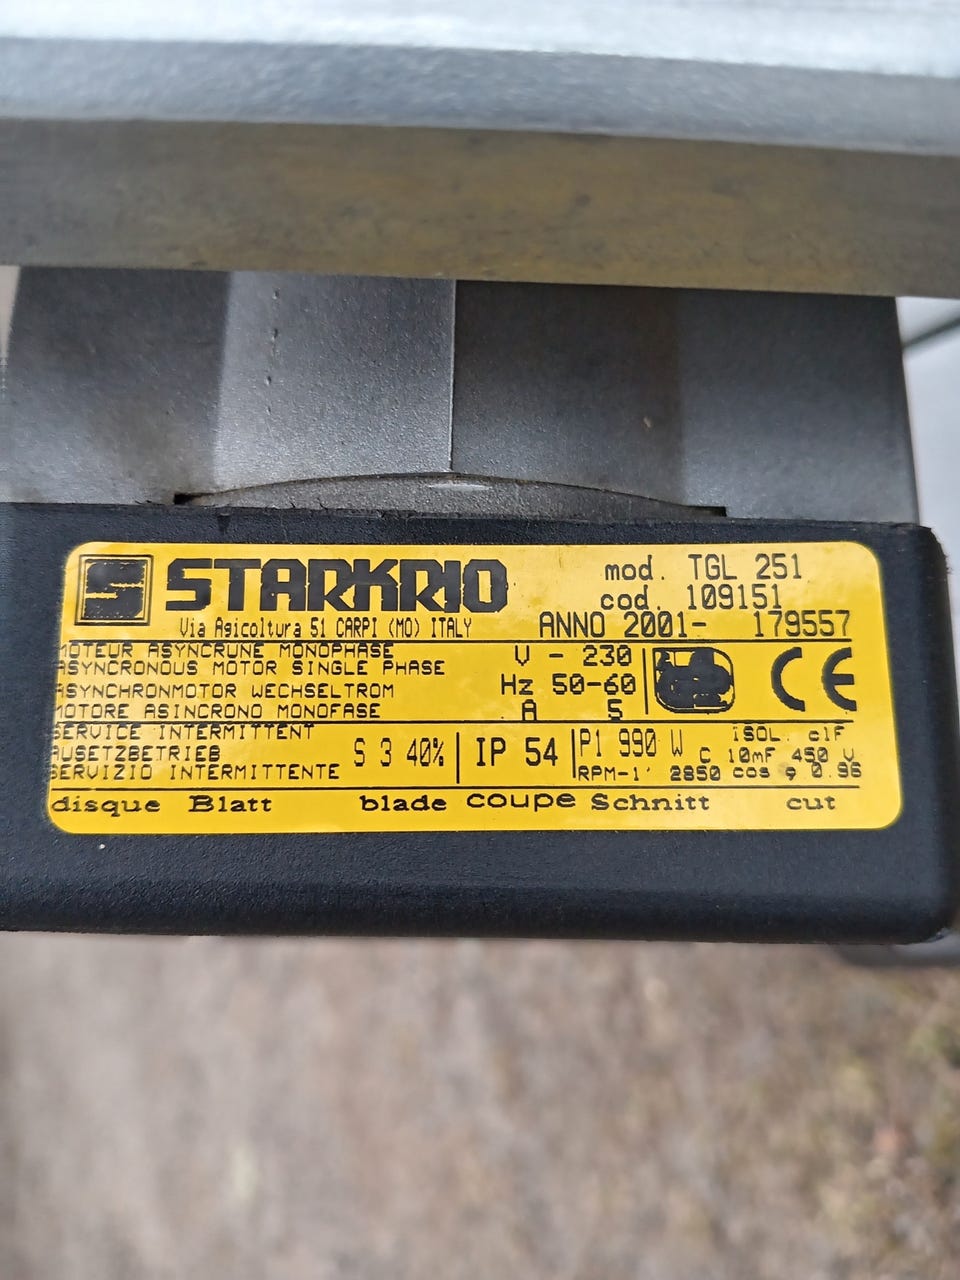 STARKRIO
mod. TGL 251
cod. 109151
Via Agicoltura 51 CARPI (MO) ITALY
ANNO 2001- 179557
MOTEUR ASYNCRUNE MONOPHASE
ASYNCRONOUS MOTOR SINGLE PHASE
ASYNCHRONMOTOR WECHSELTROM
MOTORE ASINCRONO MONOFASE
V - 230
Hz 50-60
A 5
CE
SERVICE INTERMITTENT
AUSETZBETRIEB
SERVIZIO INTERMITTENTE
S 3 40%
IP 54
P1 990 W
ISOL. clF
C 10mF 450 V
RPM-1' 2850 cos φ 0.96
disque Blatt blade coupe Schnitt cut